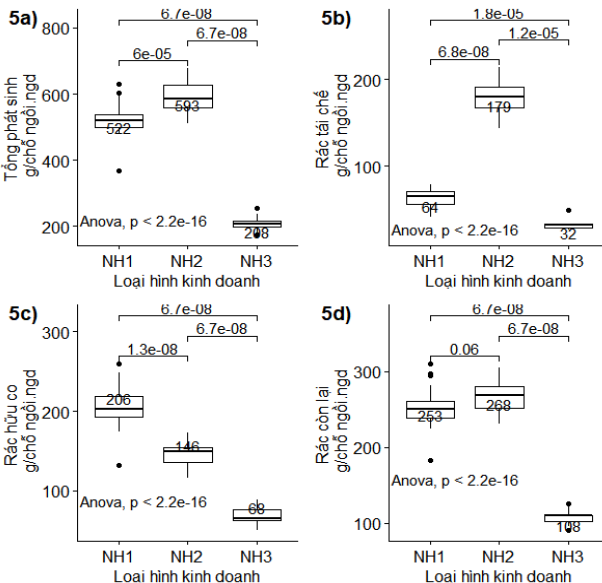 5a)
6.7e-08
6e-05
6.7e-08
800
600
400
200
Tổng phát sinh
g/chỗ ngồi.ngđ
522
593
208
Anova, p < 2.2e-16
NH1 NH2 NH3
Loại hình kinh doanh
5b)
1.8e-05
6.8e-08
1.2e-05
200
100
Rác tái chế
g/chỗ ngồi.ngd
64
179
32
Anova, p < 2.2e-16
NH1 NH2 NH3
Loại hình kinh doanh
5c)
6.7e-08
1.3e-08
6.7e-08
300
200
100
Rác hữu co
g/chỗ ngồi.ngd
206
146
68
Anova, p < 2.2e-16
NH1 NH2 NH3
Loại hình kinh doanh
5d)
6.7e-08
0.06
6.7e-08
300
200
100
Rác còn lại
g/chỗ ngồi.ngd
253
268
108
Anova, p < 2.2e-16
NH1 NH2 NH3
Loại hình kinh doanh